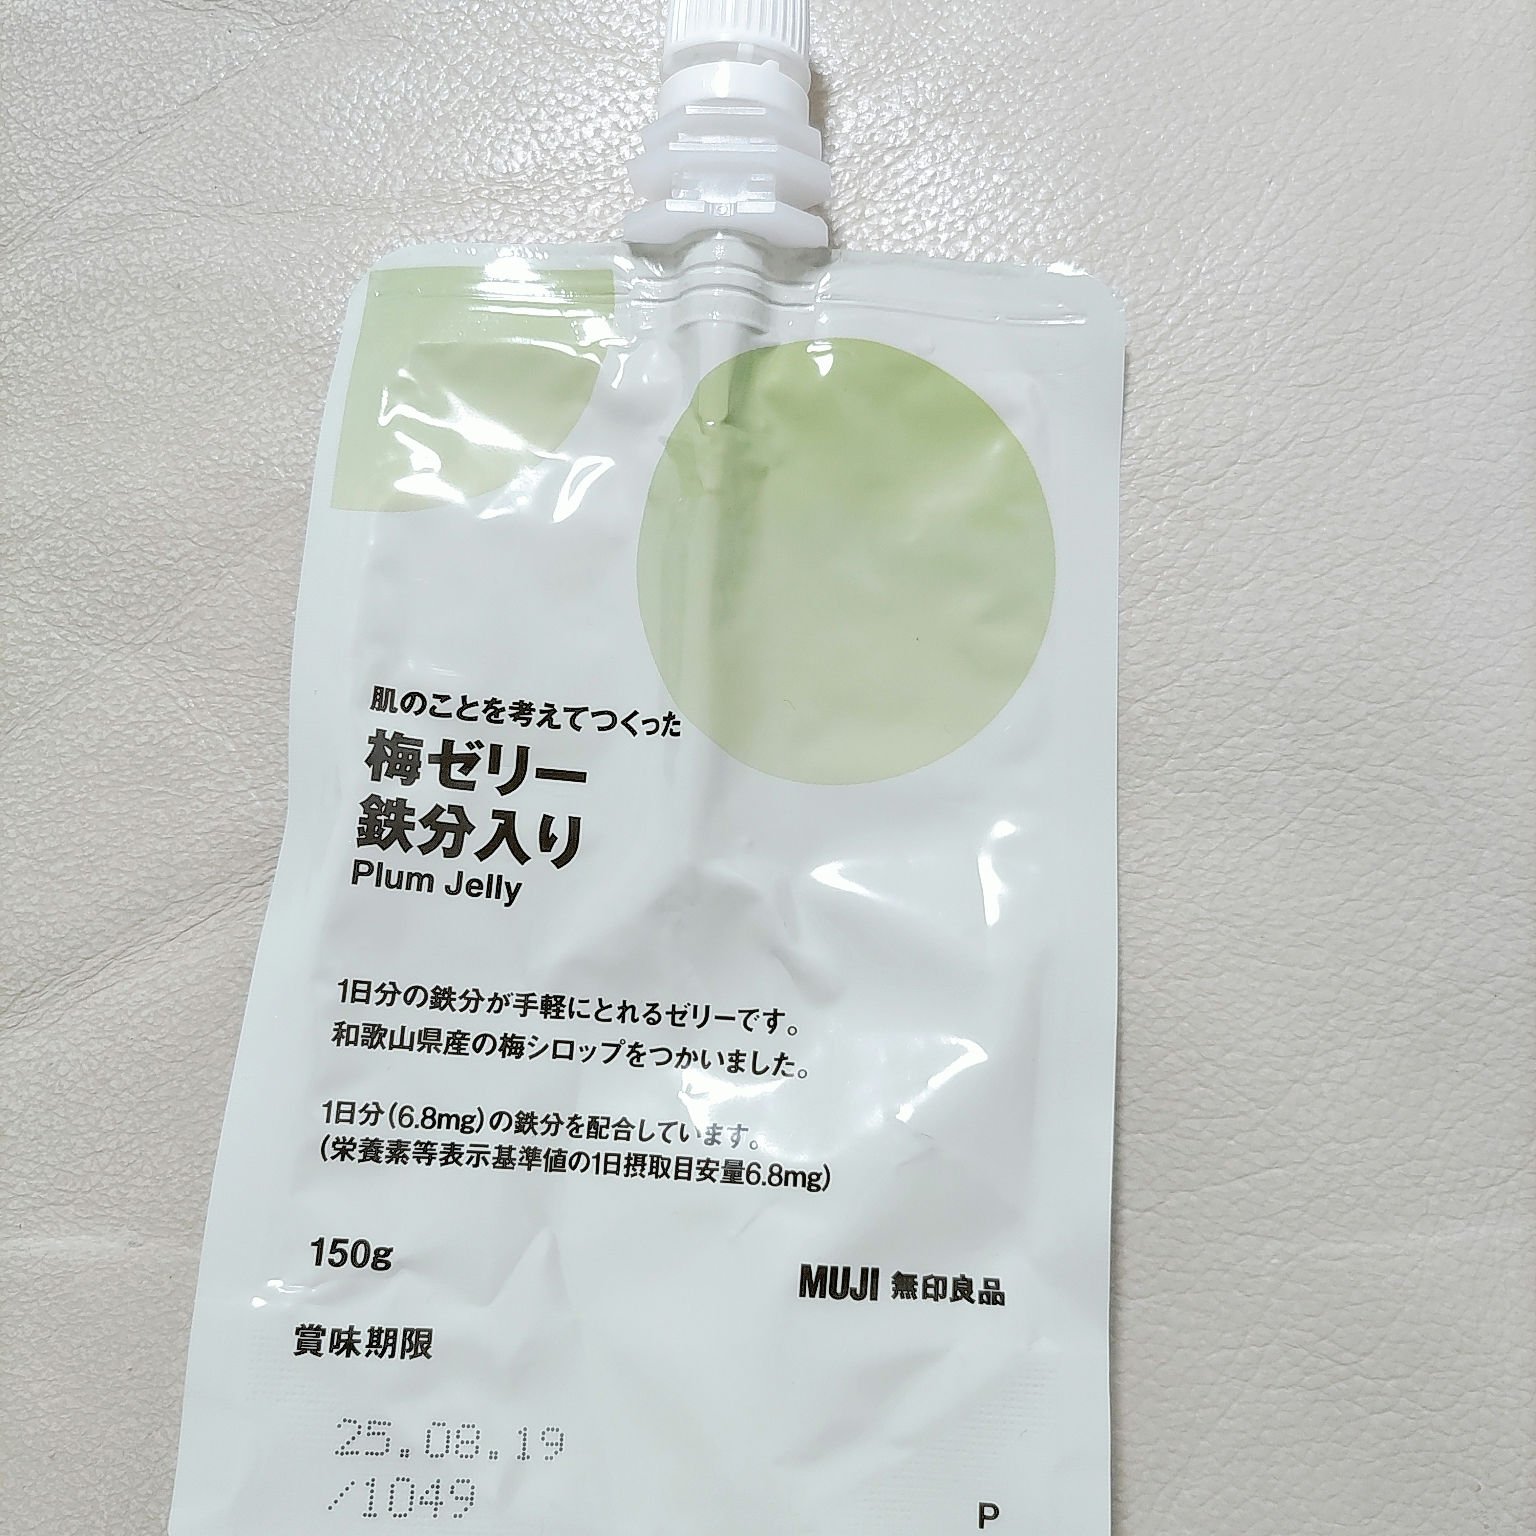 肌のことを考えてつくった
梅ゼリー
鉄分入り
Plum Jelly
1日分の鉄分が手軽にとれるゼリーです。
和歌山県産の梅シロップをつかいました。
1日分(6.8mg)の鉄分を配合しています。
(栄養素等表示基準値の1日摂取目安量6.8mg)
150g
MUJI 無印良品
賞味期限
25.08.19
/1049
P